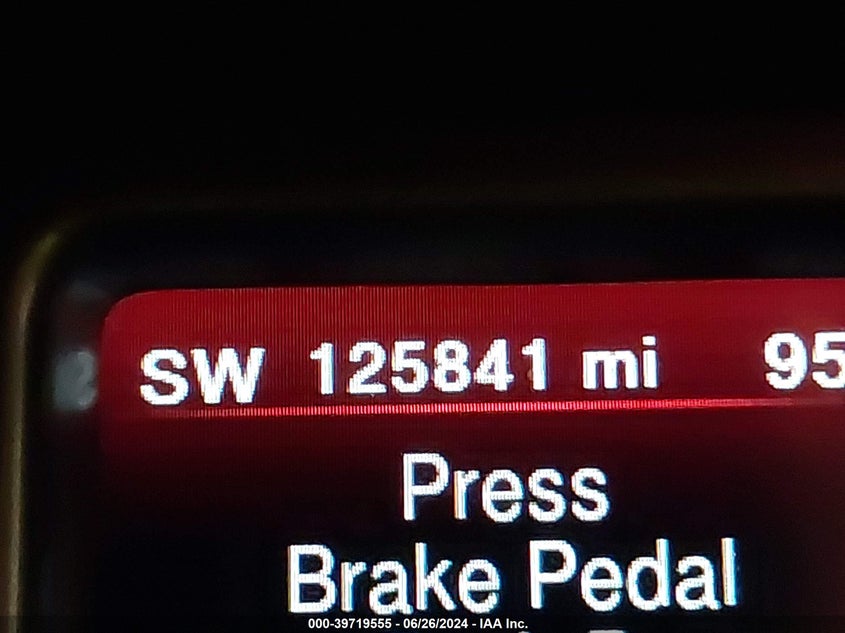 SW 125841 mi 95
Press
Brake Pedal
000-39719555 - 06/26/2024 - IAA Inc.